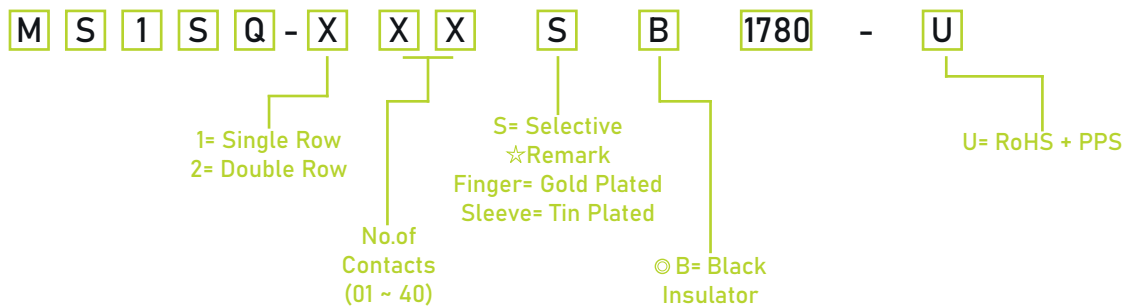 M S 1 S Q - X X X S B 1780 - U
1= Single Row
2= Double Row
No.of
Contacts
(01 ~ 40)
S= Selective
☆Remark
Finger= Gold Plated
Sleeve= Tin Plated
◎ B= Black
Insulator
U= RoHS + PPS